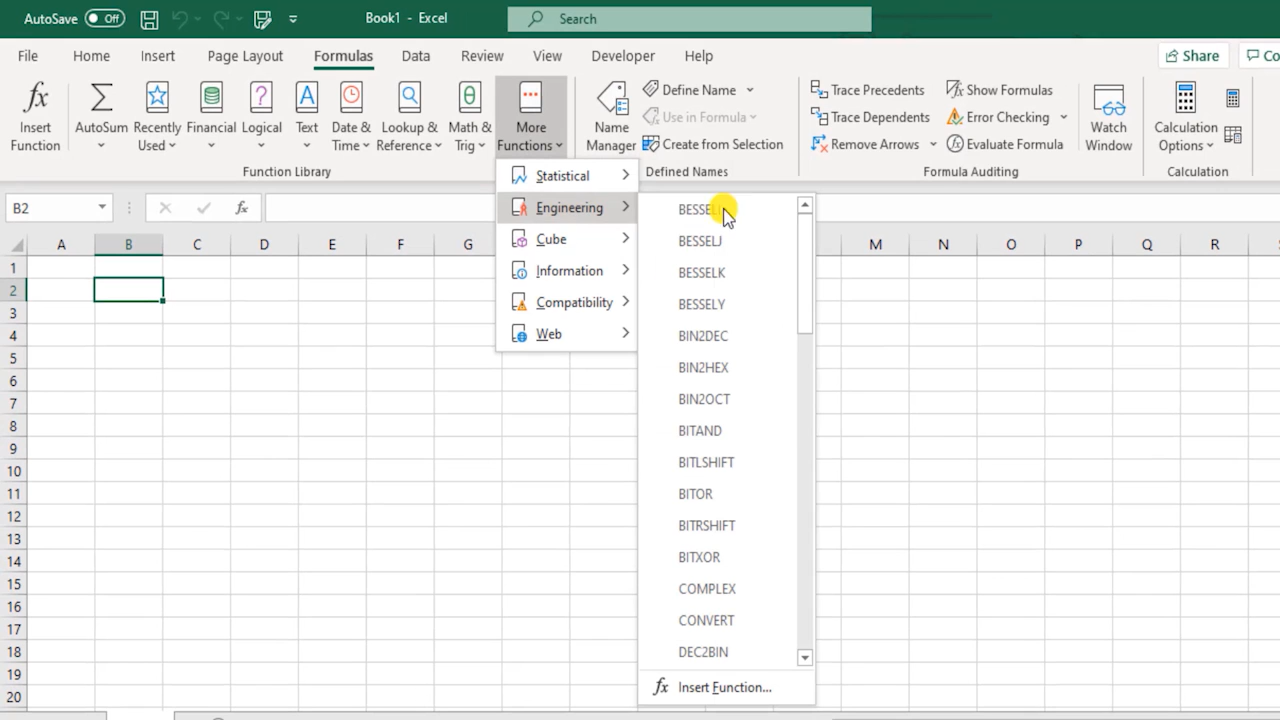 AutoSave Off Book1 - Excel Search
File Home Insert Page Layout Formulas Data Review View Developer Help Share
Insert Function
AutoSum
Recently Used
Financial
Logical
Text
Date & Time
Lookup & Reference
Math & Trig
More Functions
Function Library
Name Manager
Define Name
Use in Formula
Create from Selection
Defined Names
Trace Precedents
Trace Dependents
Remove Arrows
Show Formulas
Error Checking
Evaluate Formula
Formula Auditing
Watch Window
Calculation Options
Calculation
B2 fx
A B C D E F G M N O P Q R
1
2
3
4
5
6
7
8
9
10
11
12
13
14
15
16
17
18
19
20
Statistical
Engineering
Cube
Information
Compatibility
Web
BESSELJ
BESSELK
BESSELY
BIN2DEC
BIN2HEX
BIN2OCT
BITAND
BITLSHIFT
BITOR
BITRSHIFT
BITXOR
COMPLEX
CONVERT
DEC2BIN
fx Insert Function...